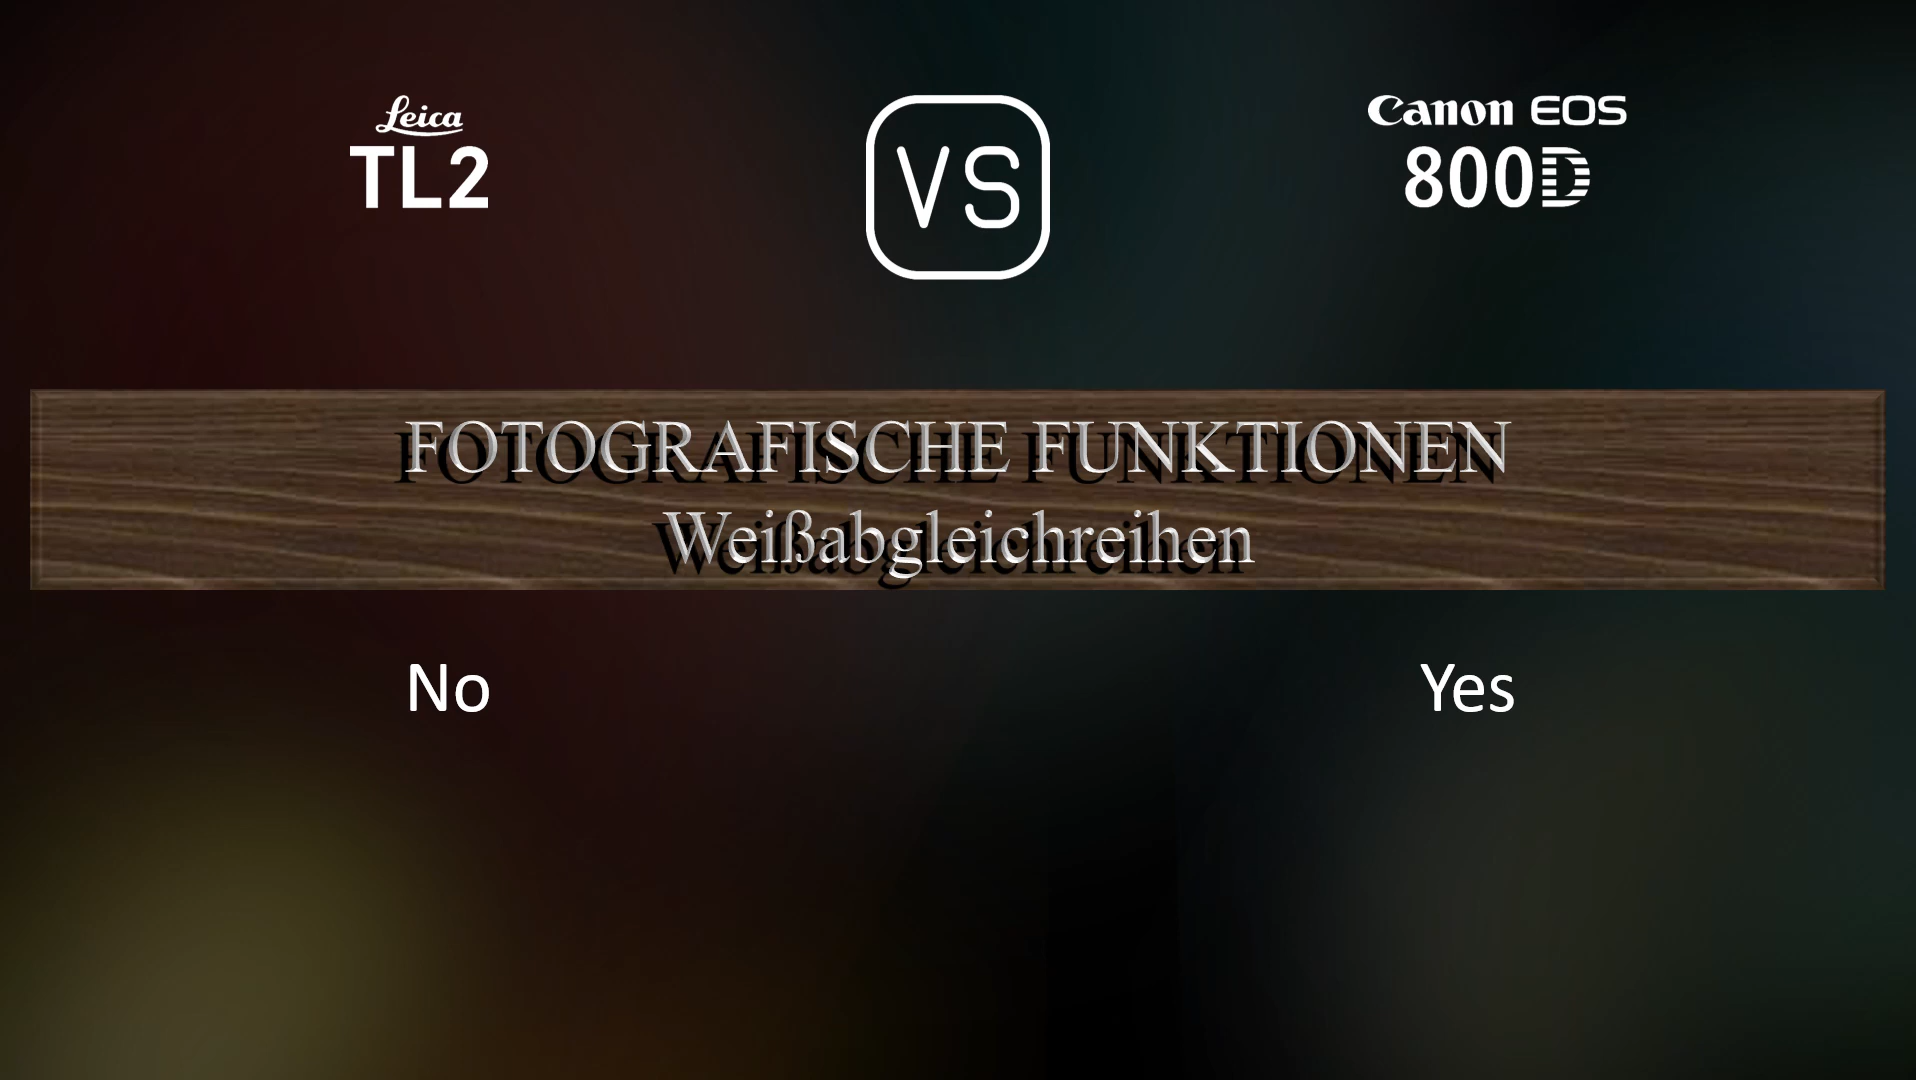 Leica
TL2
VS
Canon EOS
800D
FOTOGRAFISCHE FUNKTIONEN
Weißabgleichreihen
No
Yes